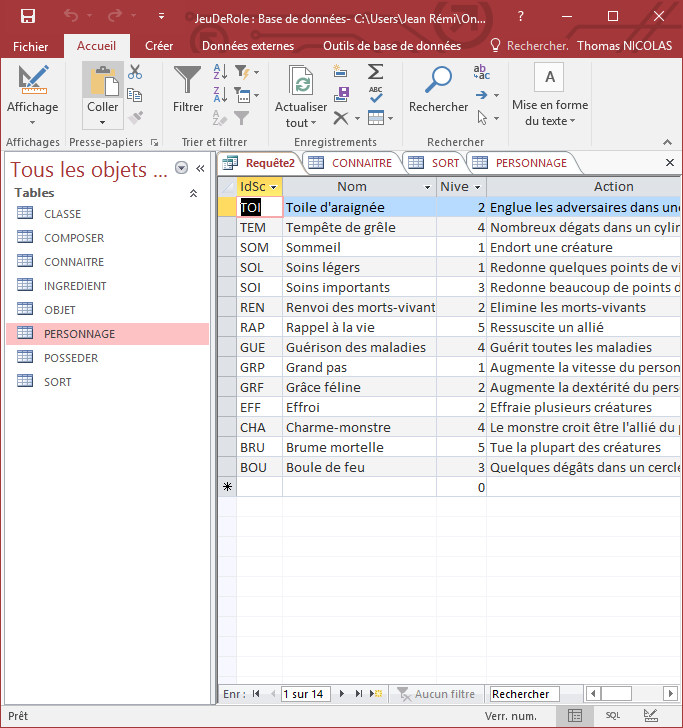 JeuDeRole : Base de données- C:\Users\Jean Rémi\On... ?
Fichier Accueil Créer Données externes Outils de base de données Rechercher. Thomas NICOLAS
Affichage Coller Filtrer Actualiser tout Rechercher Mise en forme du texte
Affichages Presse-papiers Trier et filtrer Enregistrements Rechercher
Tous les objets ...
Tables
CLASSE
COMPOSER
CONNAITRE
INGREDIENT
OBJET
PERSONNAGE
POSSEDER
SORT
Requête2 CONNAITRE SORT PERSONNAGE
IdSc Nom Nive Action
TOI Toile d'araignée 2 Englue les adversaires dans une
TEM Tempête de grêle 4 Nombreux dégats dans un cylin
SOM Sommeil 1 Endort une créature
SOL Soins légers 1 Redonne quelques points de vi
SOI Soins importants 3 Redonne beaucoup de points d
REN Renvoi des morts-vivant 2 Elimine les morts-vivants
RAP Rappel à la vie 5 Ressuscite un allié
GUE Guérison des maladies 4 Guérit toutes les maladies
GRP Grand pas 1 Augmente la vitesse du person
GRF Grâce féline 2 Augmente la dextérité du pers
EFF Effroi 2 Effraie plusieurs créatures
CHA Charme-monstre 4 Le monstre croit être l'allié du p
BRU Brume mortelle 5 Tue la plupart des créatures
BOU Boule de feu 3 Quelques dégâts dans un cercle
0
Enr : 1 sur 14 Aucun filtre Rechercher
Prêt Verr. num. SQL